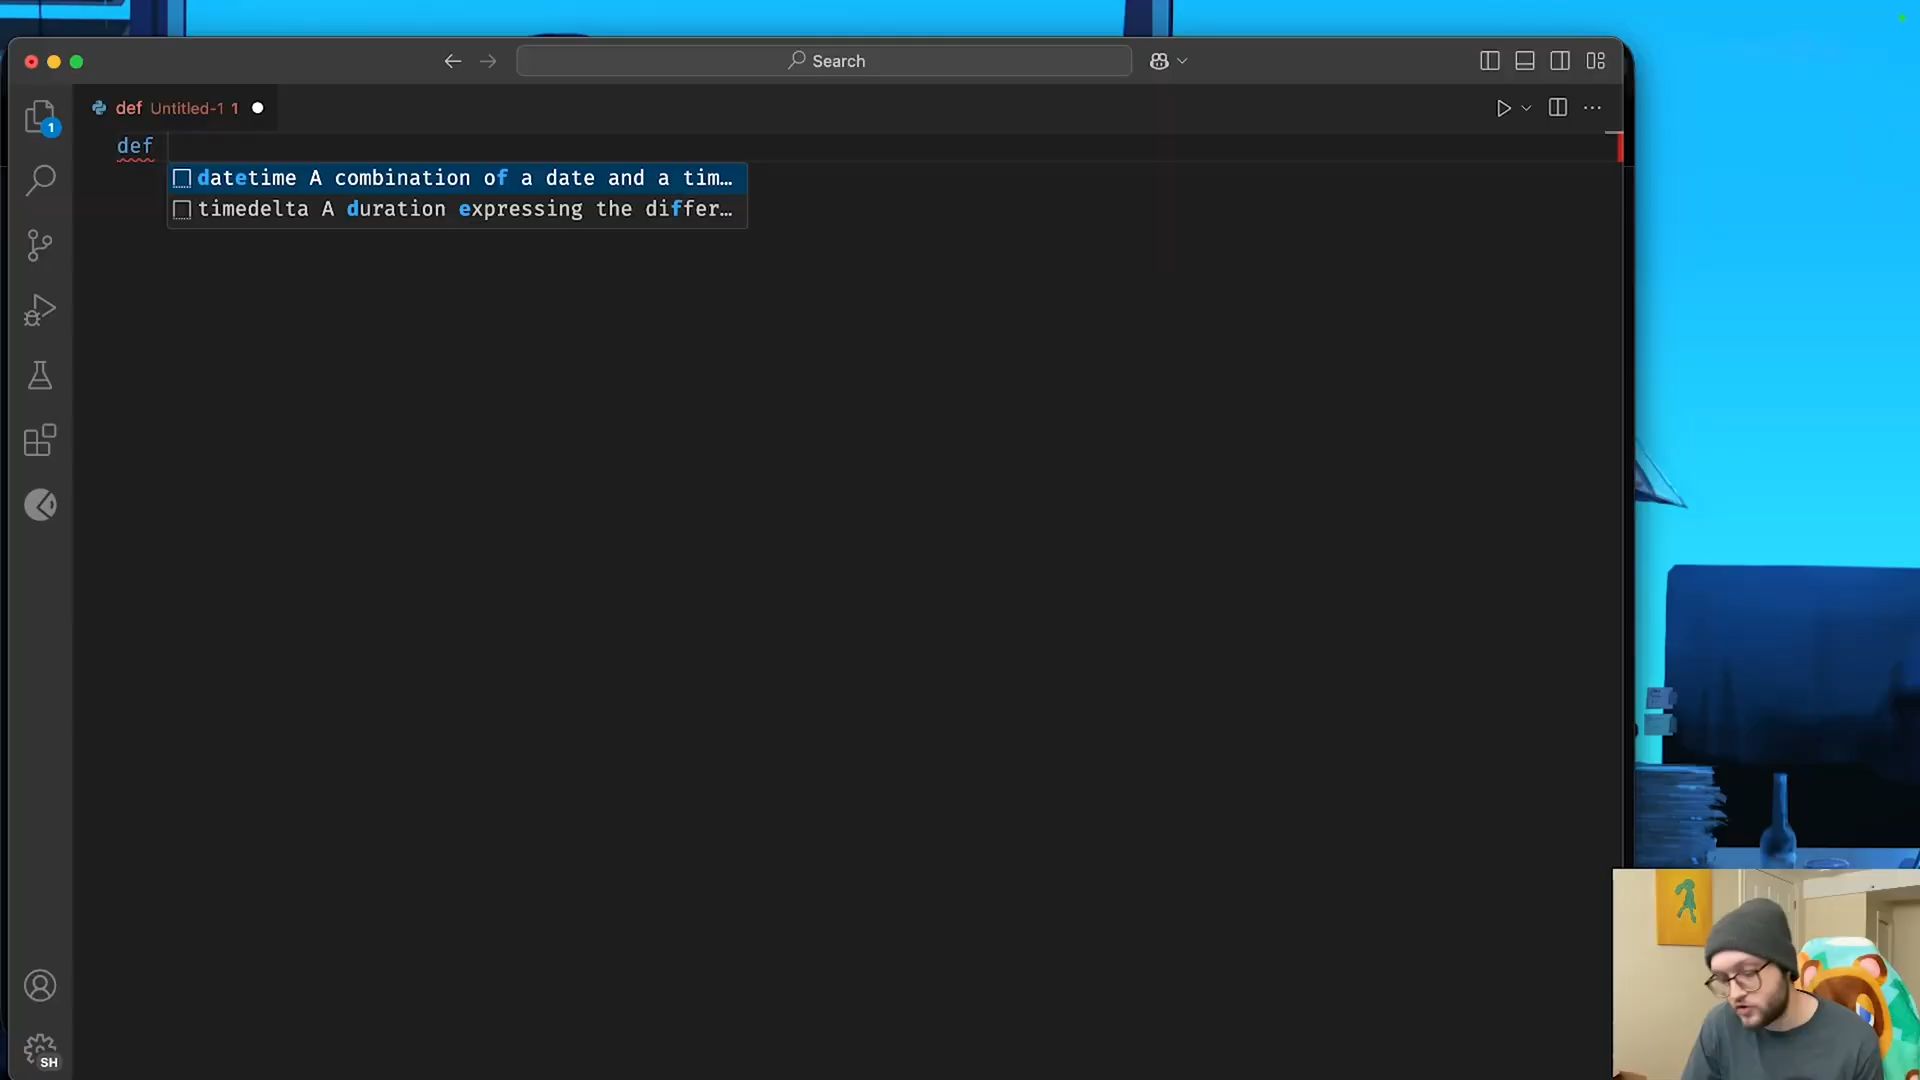 Search
def Untitled-1 1
1
def
datetime A combination of a date and a tim…
timedelta A duration expressing the differ…
SH